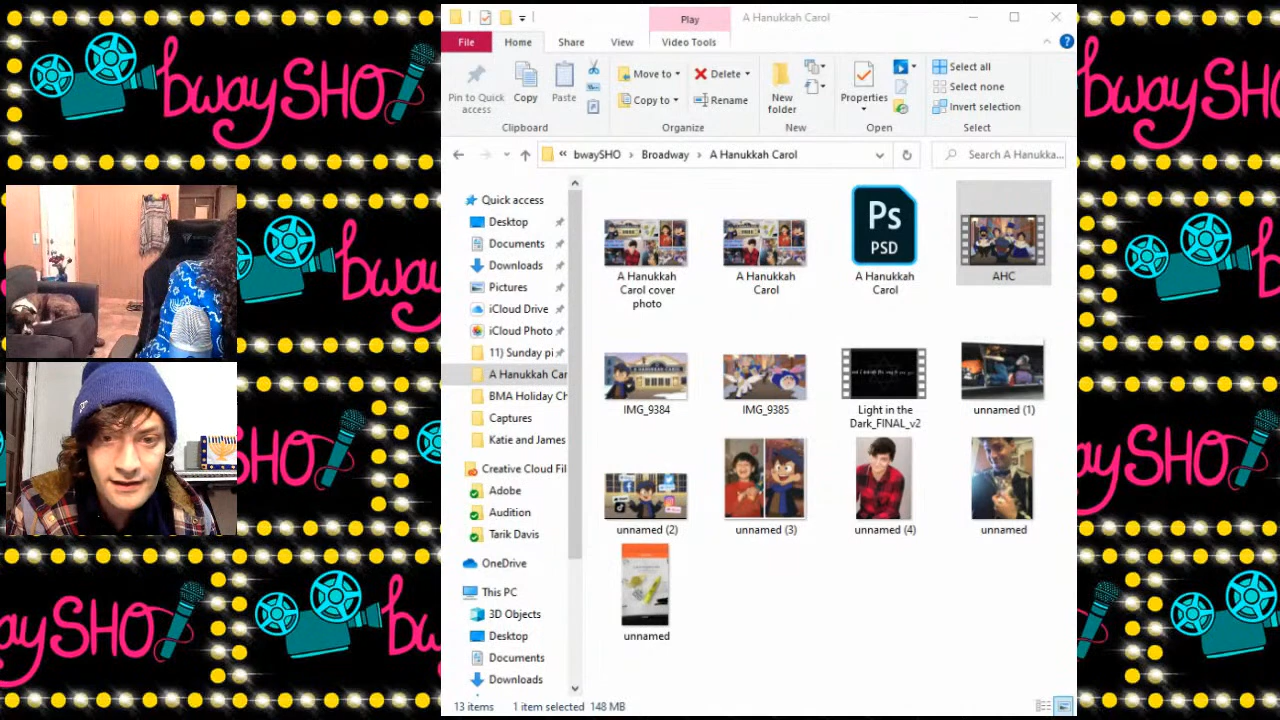 bwaySHO
bwaySHO
bwaySHO
bwaySHO
Play
A Hanukkah Carol
File
Home
Share
View
Video Tools
Pin to Quick
access
Copy
Paste
Move to
Copy to
Delete
Rename
New
folder
Properties
Open
Select all
Select none
Invert selection
Clipboard
Organize
New
Open
Select
« bwaySHO › Broadway › A Hanukkah Carol
Search A Hanukka...
Quick access
Desktop
Documents
Downloads
Pictures
iCloud Drive
iCloud Photo
11) Sunday pi
A Hanukkah Car
BMA Holiday Ch
Captures
Katie and James
Creative Cloud Fil
Adobe
Audition
Tarik Davis
OneDrive
This PC
3D Objects
Desktop
Documents
Downloads
A Hanukkah
Carol cover
photo
A Hanukkah
Carol
Ps
PSD
A Hanukkah
Carol
AHC
IMG_9384
IMG_9385
Light in the
Dark_FINAL_v2
unnamed (1)
unnamed (2)
unnamed (3)
unnamed (4)
unnamed
unnamed
13 items
1 item selected
148 MB